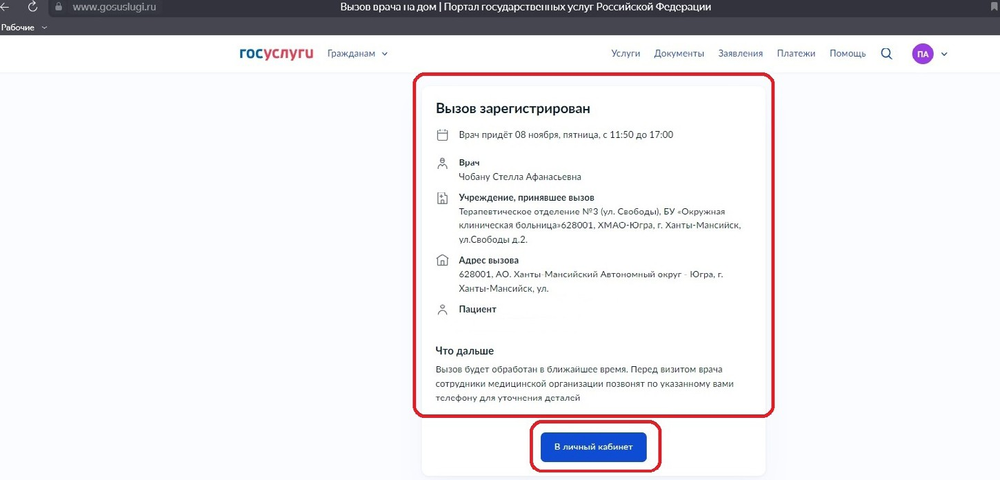 www.gosuslugi.ru
Вызов врача на дом | Портал государственных услуг Российской Федерации
Рабочие
госуслуги Гражданам Услуги Документы Заявления Платежи Помощь ПА
Вызов зарегистрирован
Врач придёт 08 ноября, пятница, с 11:50 до 17:00
Врач
Чобану Стелла Афанасьевна
Учреждение, принявшее вызов
Терапевтическое отделение №3 (ул. Свободы), БУ «Окружная
клиническая больница»628001, ХМАО-Югра, г. Ханты-Мансийск,
ул.Свободы д.2.
Адрес вызова
628001, АО. Ханты-Мансийский Автономный округ - Югра, г.
Ханты-Мансийск, ул.
Пациент
Что дальше
Вызов будет обработан в ближайшее время. Перед визитом врача
сотрудники медицинской организации позвонят по указанному вами
телефону для уточнения деталей
В личный кабинет